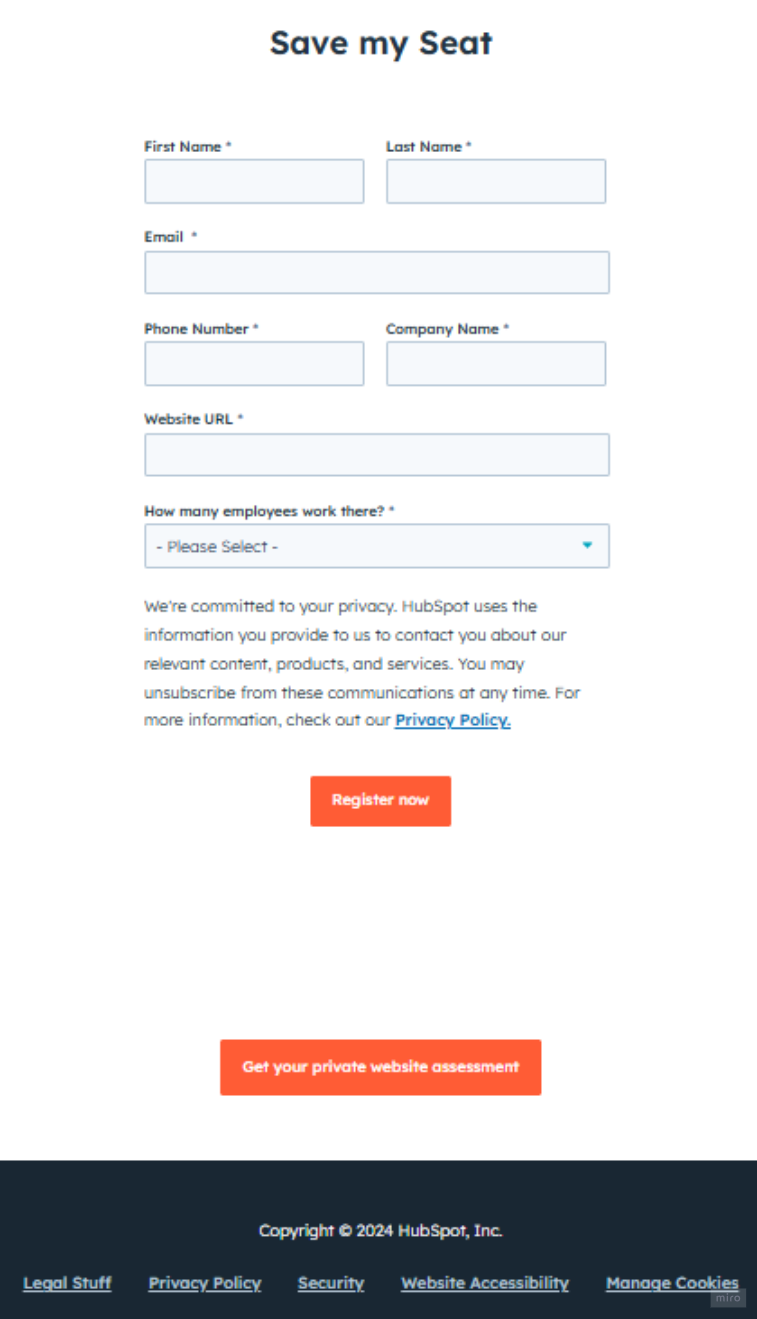 Save my Seat
First Name *
Last Name *
Email *
Phone Number *
Company Name *
Website URL *
How many employees work there? *
- Please Select -
We're committed to your privacy. HubSpot uses the
information you provide to us to contact you about our
relevant content, products, and services. You may
unsubscribe from these communications at any time. For
more information, check out our Privacy Policy.
Register now
Get your private website assessment
Copyright © 2024 HubSpot, Inc.
Legal Stuff Privacy Policy Security Website Accessibility Manage Cookies
miro